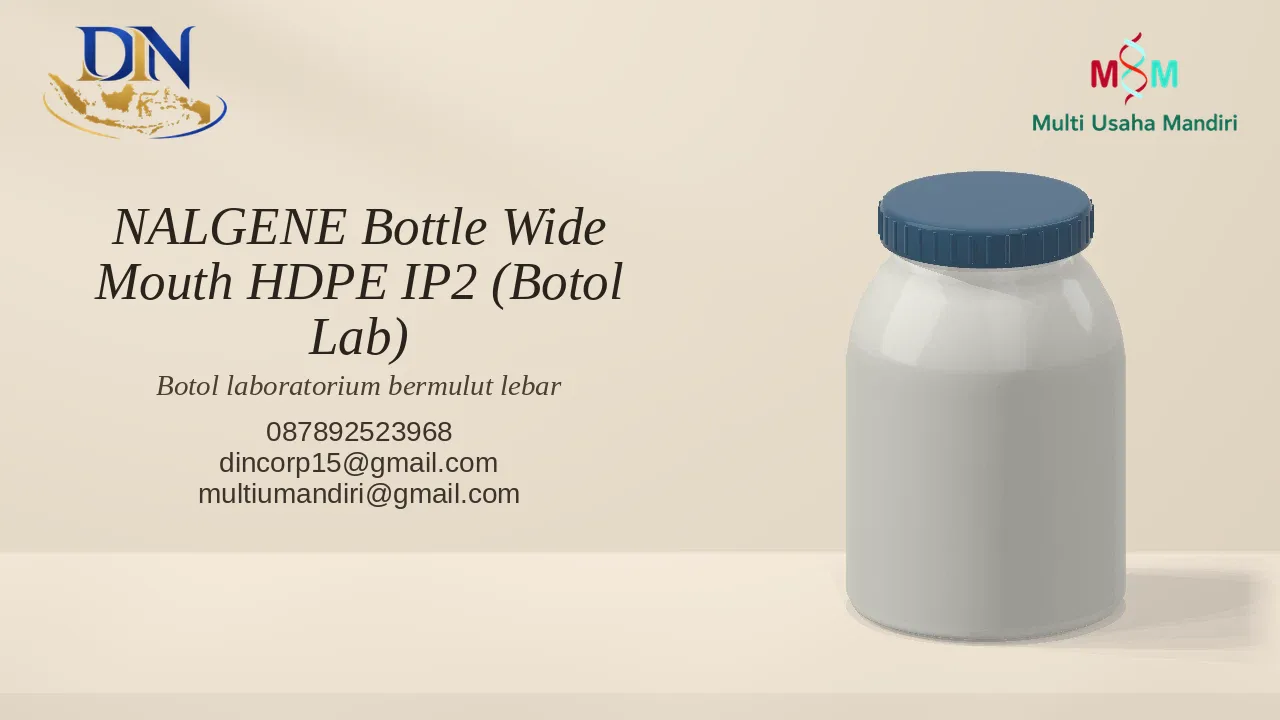 DIN
MSM
Multi Usaha Mandiri
NALGENE Bottle Wide
Mouth HDPE IP2 (Botol
Lab)
Botol laboratorium bermulut lebar
087892523968
dincorp15@gmail.com
multiumandiri@gmail.com